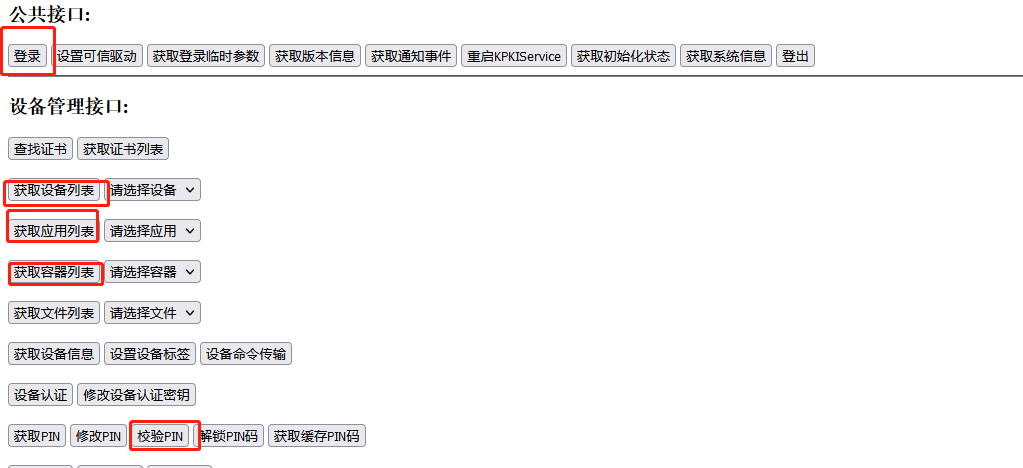 公共接口:
登录 设置可信驱动 获取登录临时参数 获取版本信息 获取通知事件 重启KPKIService 获取初始化状态 获取系统信息 登出
设备管理接口:
查找证书 获取证书列表
获取设备列表 请选择设备
获取应用列表 请选择应用
获取容器列表 请选择容器
获取文件列表 请选择文件
获取设备信息 设置设备标签 设备命令传输
设备认证 修改设备认证密钥
获取PIN 修改PIN 校验PIN 解锁PIN码 获取缓存PIN码